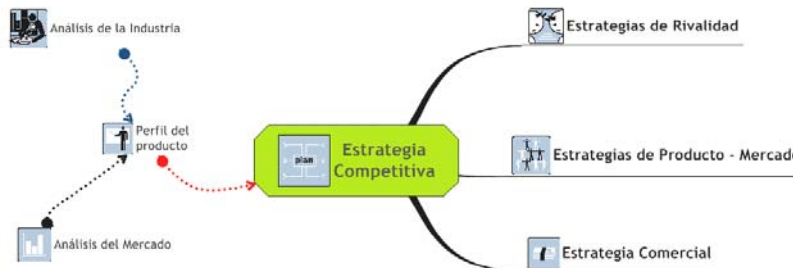 Análisis de la Industria
Estrategias de Rivalidad
Perfil del
producto
plan
Estrategia
Competitiva
Estrategias de Producto - Mercado
Análisis del Mercado
Estrategia Comercial